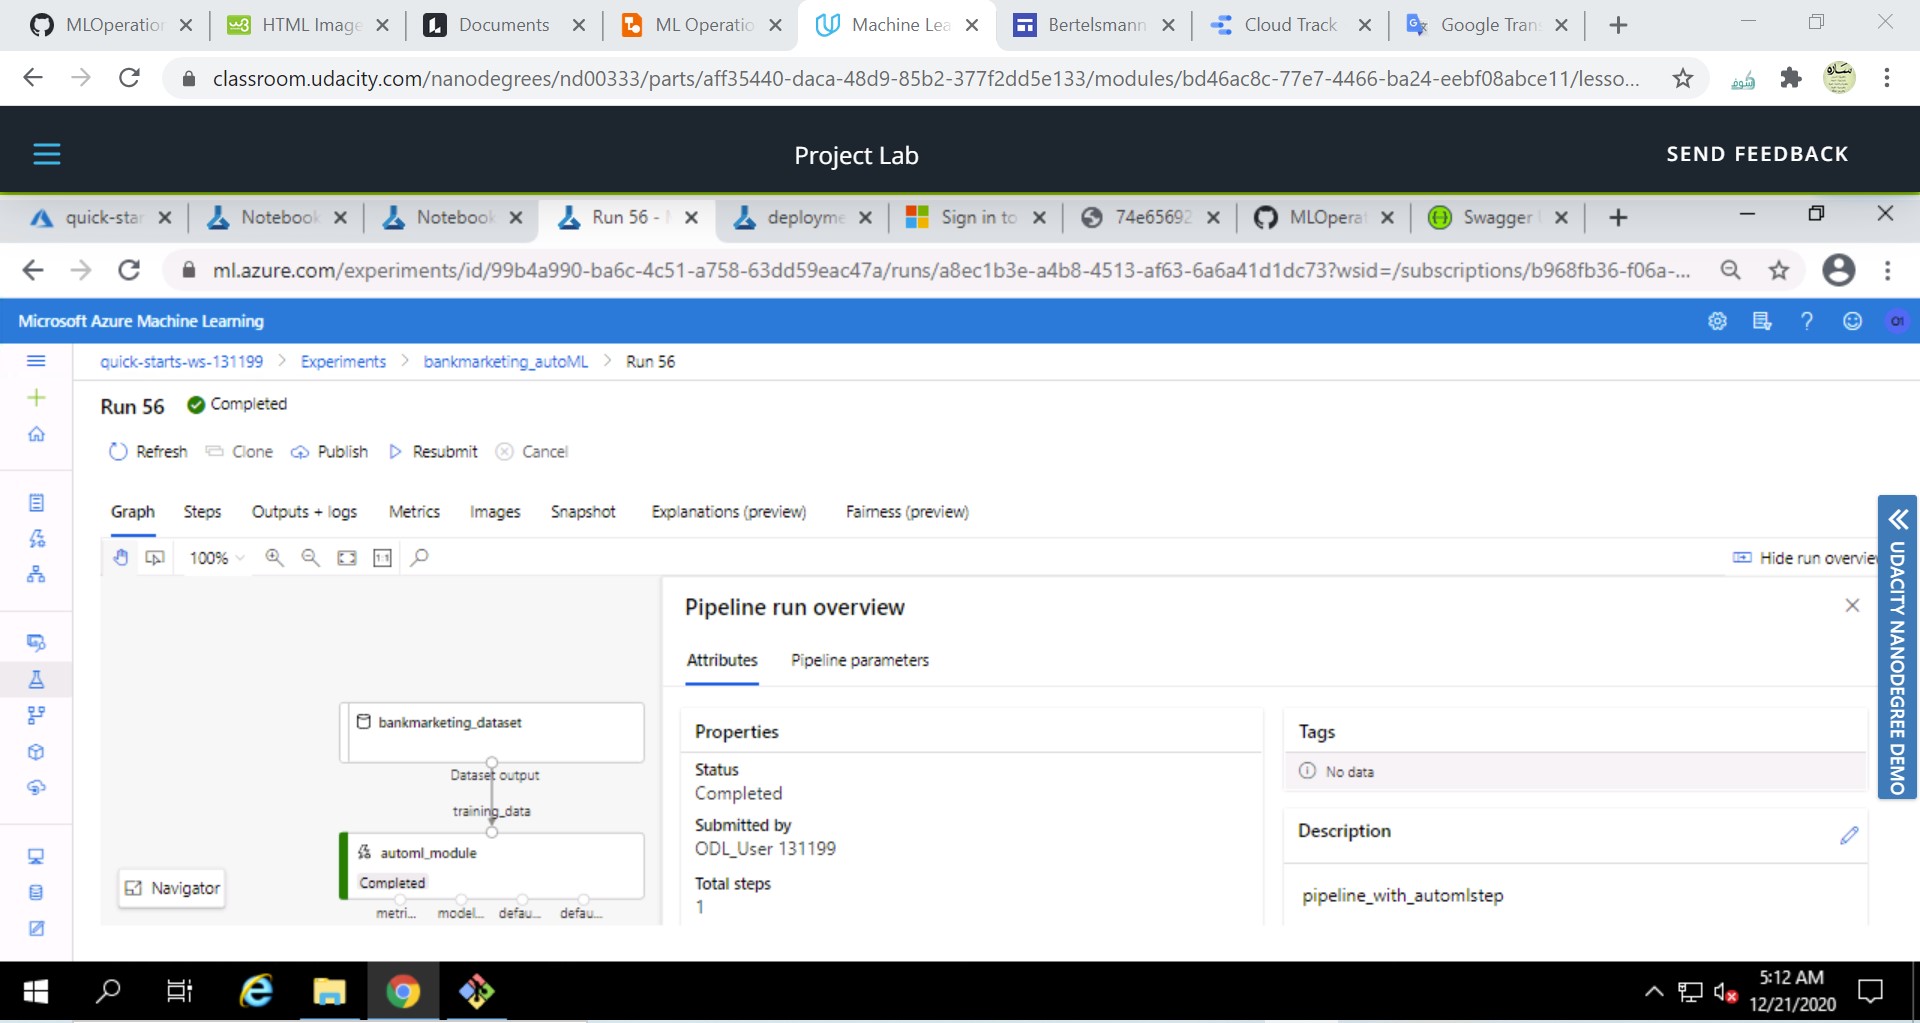 MLOperation
HTML Image
Documents
ML Operatio
Machine Lea
Bertelsmann
Cloud Track
Google Tran
classroom.udacity.com/nanodegrees/nd00333/parts/aff35440-daca-48d9-85b2-377f2dd5e133/modules/bd46ac8c-77e7-4466-ba24-eebf08abce11/lesso...
Project Lab
SEND FEEDBACK
quick-star
Notebook
Notebook
Run 56 -
deployme
Sign in to
74e65692
MLOperat
Swagger
ml.azure.com/experiments/id/99b4a990-ba6c-4c51-a758-63dd59eac47a/runs/a8ec1b3e-a4b8-4513-af63-6a6a41d1dc73?wsid=/subscriptions/b968fb36-f06a-...
Microsoft Azure Machine Learning
quick-starts-ws-131199 > Experiments > bankmarketing_autoML > Run 56
Run 56 Completed
Refresh Clone Publish Resubmit Cancel
Graph Steps Outputs + logs Metrics Images Snapshot Explanations (preview) Fairness (preview)
100%
Hide run overvie
UDACITY NANODEGREE DEMO
Pipeline run overview
Attributes Pipeline parameters
bankmarketing_dataset
Dataset output
training_data
automl_module
Completed
metri... model... defau... defau...
Navigator
Properties
Status
Completed
Submitted by
ODL_User 131199
Total steps
1
Tags
No data
Description
pipeline_with_automlstep
5:12 AM
12/21/2020